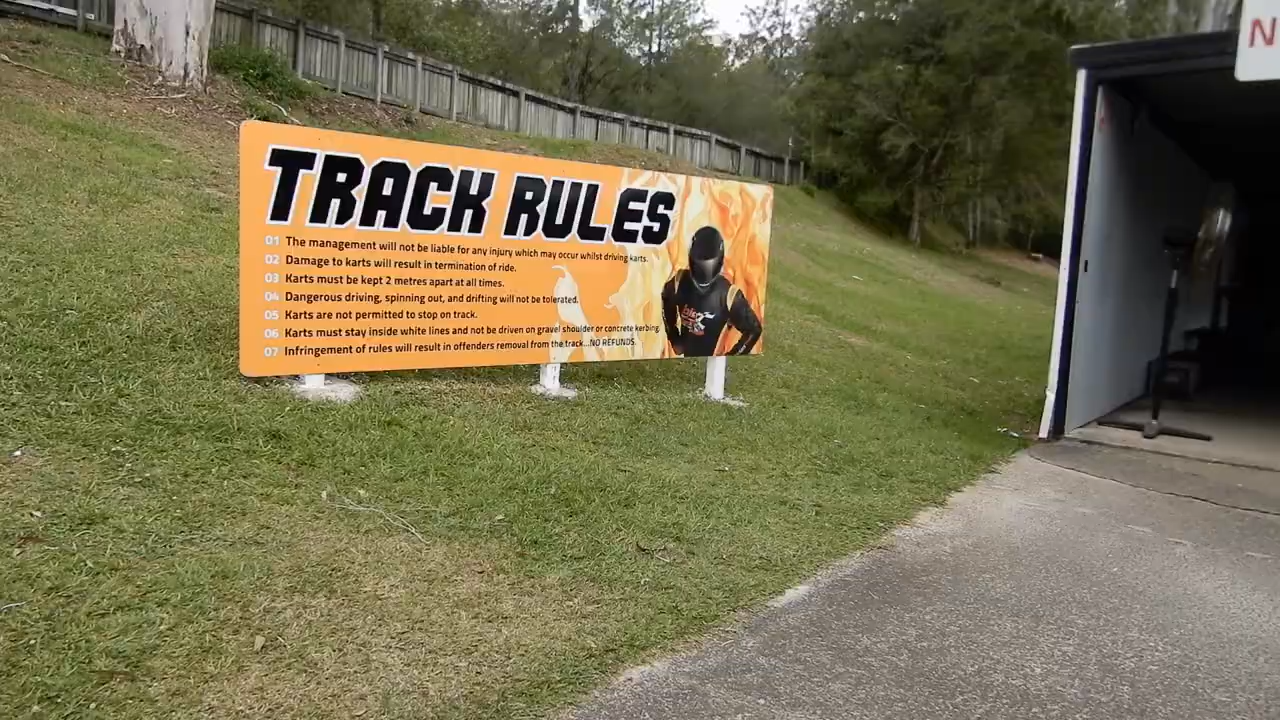 TRACK RULES
01 The management will not be liable for any injury which may occur whilst driving karts.
02 Damage to karts will result in termination of ride.
03 Karts must be kept 2 metres apart at all times.
04 Dangerous driving, spinning out, and drifting will not be tolerated.
05 Karts are not permitted to stop on track.
06 Karts must stay inside white lines and not be driven on gravel shoulder or concrete kerbing.
07 Infringement of rules will result in offenders removal from the track...NO REFUNDS.
N